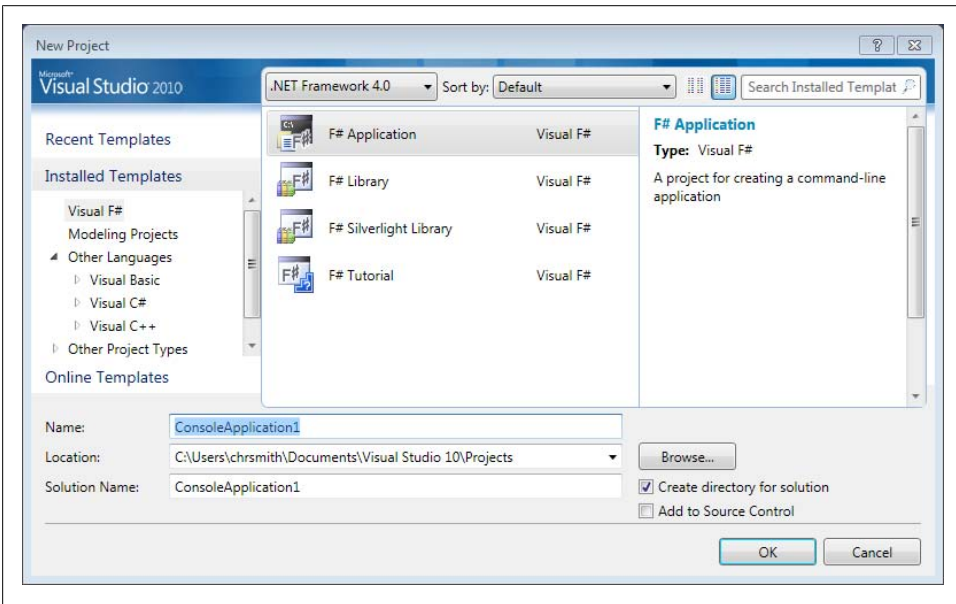 New Project
Microsoft
Visual Studio 2010
.NET Framework 4.0
Sort by: Default
Search Installed Templat
Recent Templates
Installed Templates
Visual F#
Modeling Projects
Other Languages
Visual Basic
Visual C#
Visual C++
Other Project Types
Online Templates
F# Application Visual F#
F# Library Visual F#
F# Silverlight Library Visual F#
F# Tutorial Visual F#
F# Application
Type: Visual F#
A project for creating a command-line
application
Name: ConsoleApplication1
Location: C:\Users\chrsmith\Documents\Visual Studio 10\Projects
Browse...
Solution Name: ConsoleApplication1
Create directory for solution
Add to Source Control
OK Cancel